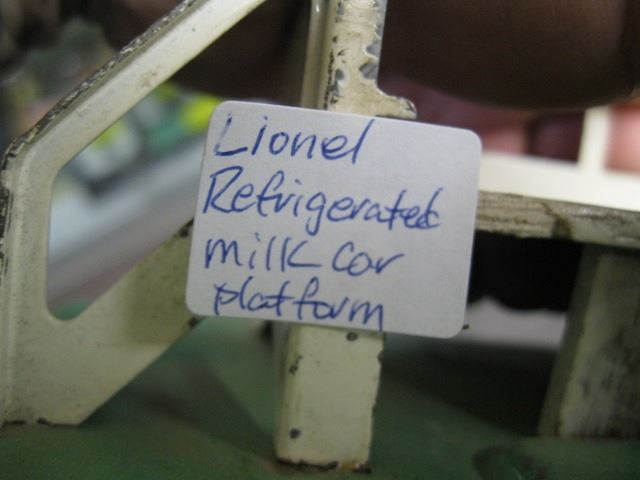 Lionel
Refrigerated
milk car
platform